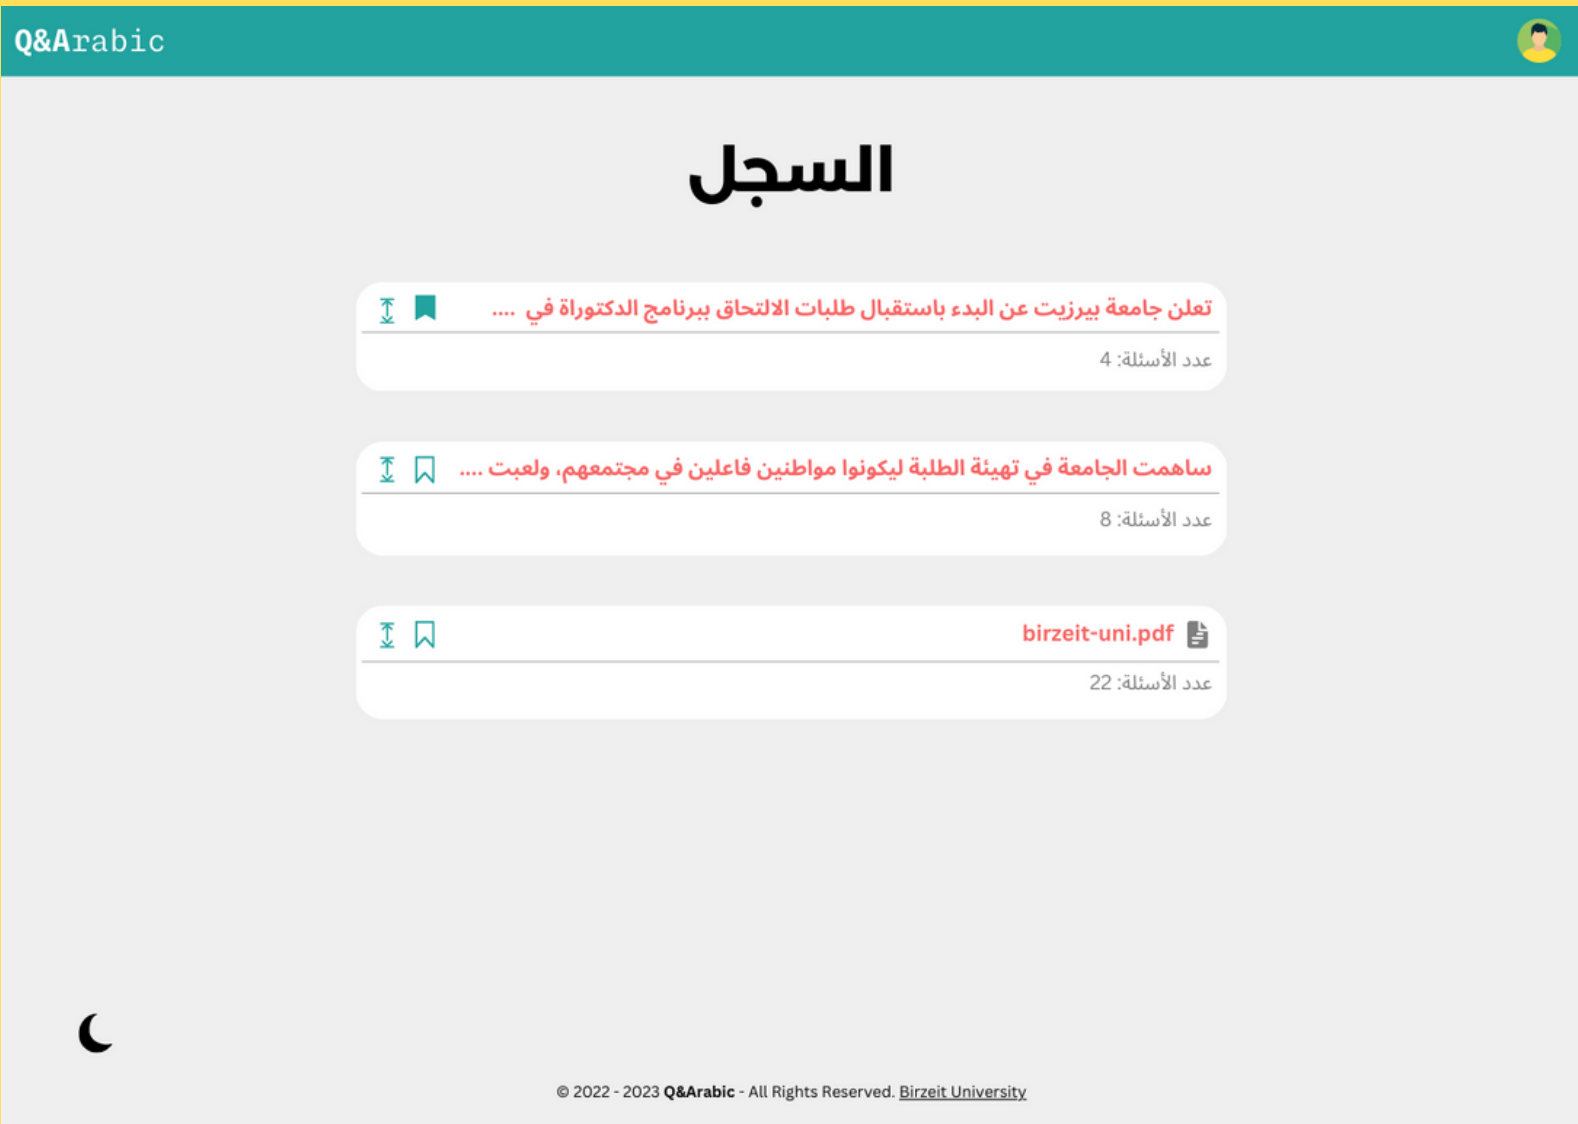 Q&Arabic
السجل
تعلن جامعة بيرزيت عن البدء باستقبال طلبات الالتحاق ببرنامج الدكتوراة في ....
عدد الأسئلة: 4
ساهمت الجامعة في تهيئة الطلبة ليكونوا مواطنين فاعلين في مجتمعهم، ولعبت ....
عدد الأسئلة: 8
birzeit-uni.pdf
عدد الأسئلة: 22
© 2022 - 2023 Q&Arabic - All Rights Reserved. Birzeit University